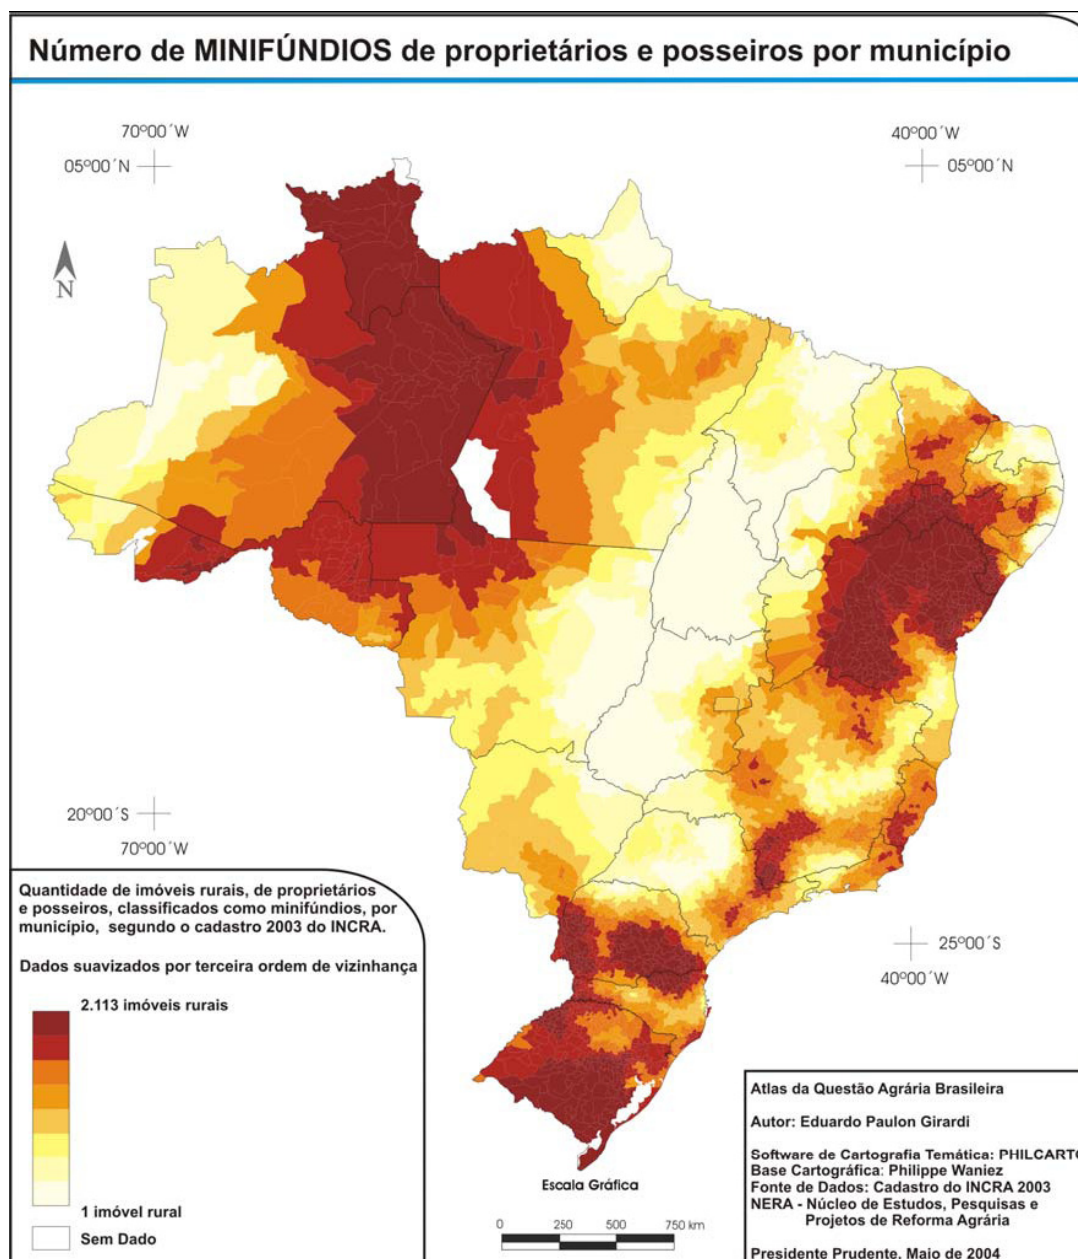 Número de MINIFÚNDIOS de proprietários e posseiros por município
70º00´W
40º00´W
05º00´N
05º00´N
N
20º00´S
70º00´W
25º00´S
40º00´W
Quantidade de imóveis rurais, de proprietários
e posseiros, classificados como minifúndios, por
município, segundo o cadastro 2003 do INCRA.
Dados suavizados por terceira ordem de vizinhança
2.113 imóveis rurais
1 imóvel rural
Sem Dado
Escala Gráfica
0 250 500 750 km
Atlas da Questão Agrária Brasileira
Autor: Eduardo Paulon Girardi
Software de Cartografia Temática: PHILCARTO
Base Cartográfica: Philippe Waniez
Fonte de Dados: Cadastro do INCRA 2003
NERA - Núcleo de Estudos, Pesquisas e
Projetos de Reforma Agrária
Presidente Prudente, Maio de 2004